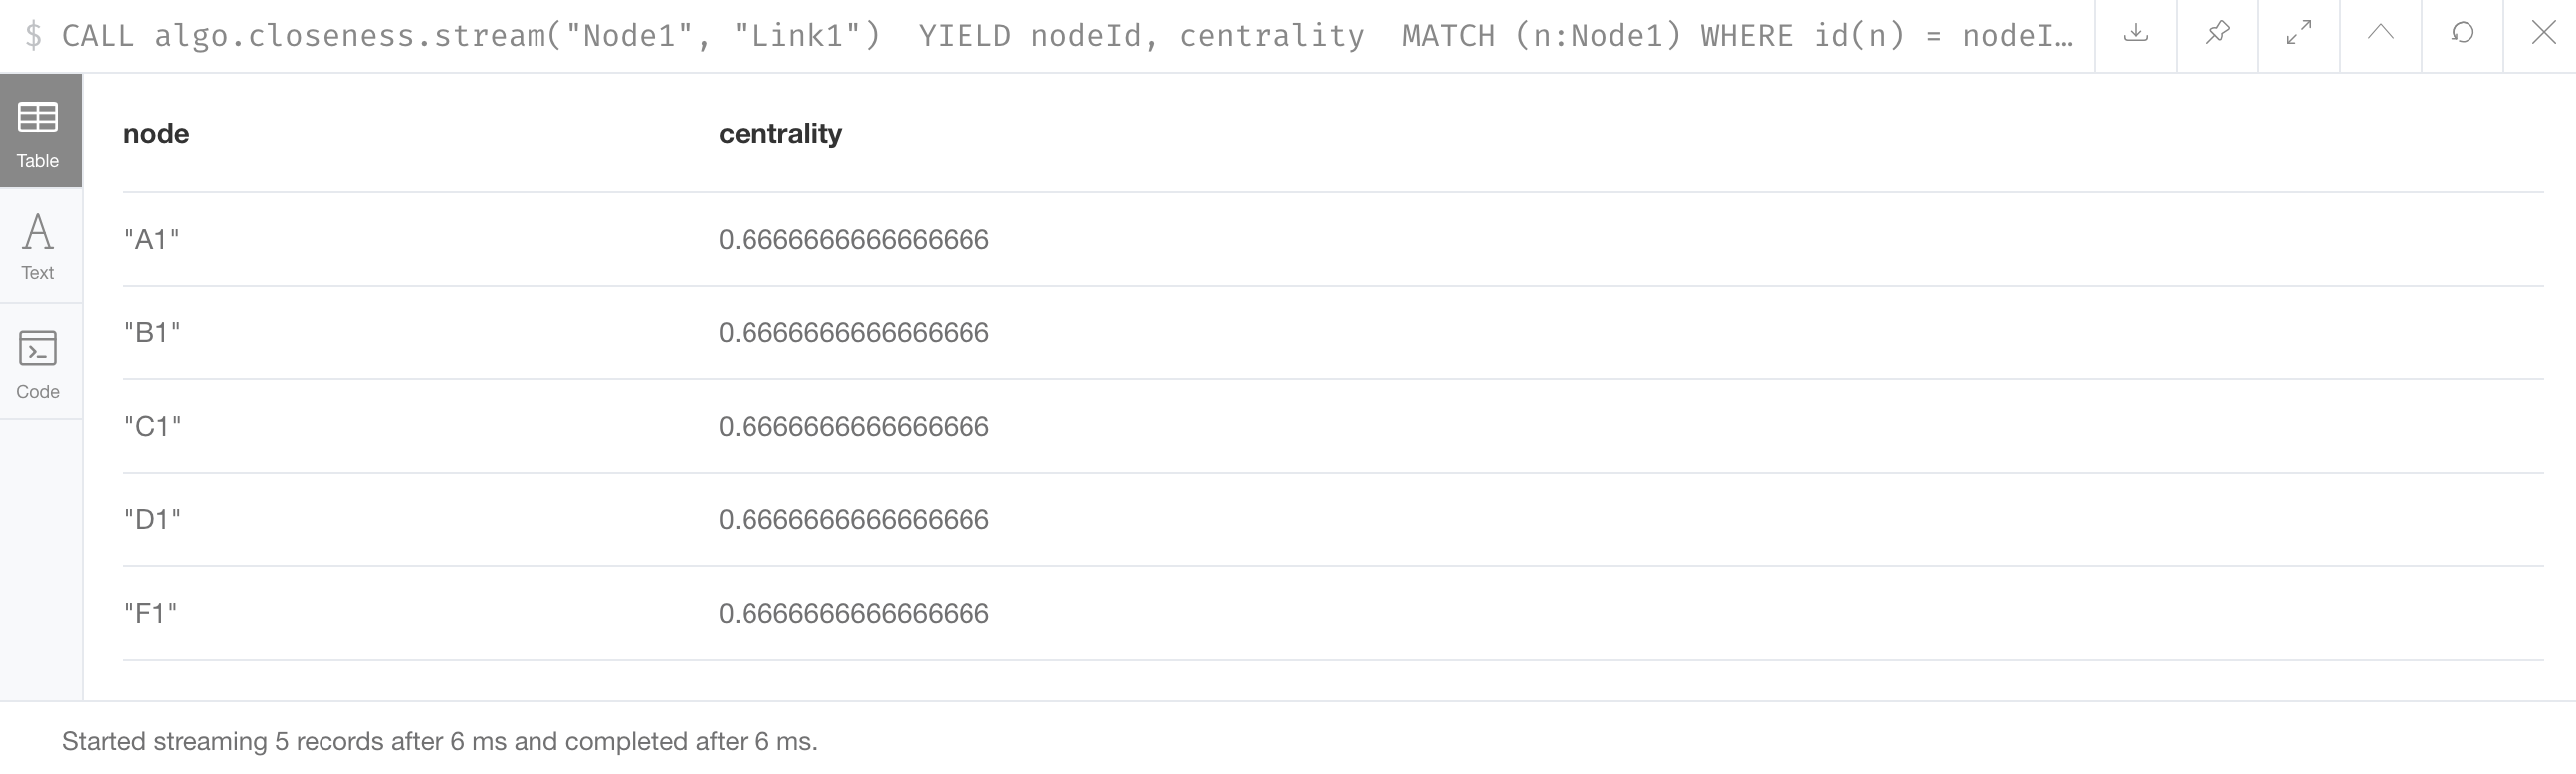 $ CALL algo.closeness.stream("Node1", "Link1")  YIELD nodeId, centrality  MATCH (n:Node1) WHERE id(n) = nodeI…
Table
Text
Code
node centrality
"A1" 0.6666666666666666
"B1" 0.6666666666666666
"C1" 0.6666666666666666
"D1" 0.6666666666666666
"F1" 0.6666666666666666
Started streaming 5 records after 6 ms and completed after 6 ms.